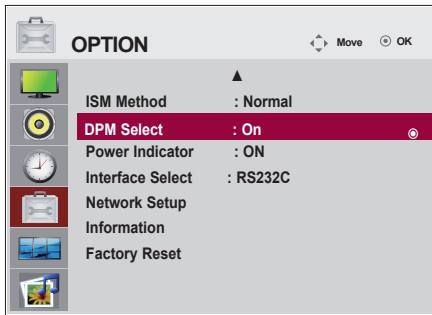 OPTION Move OK
ISM Method : Normal
DPM Select : On
Power Indicator : ON
Interface Select : RS232C
Network Setup
Information
Factory Reset